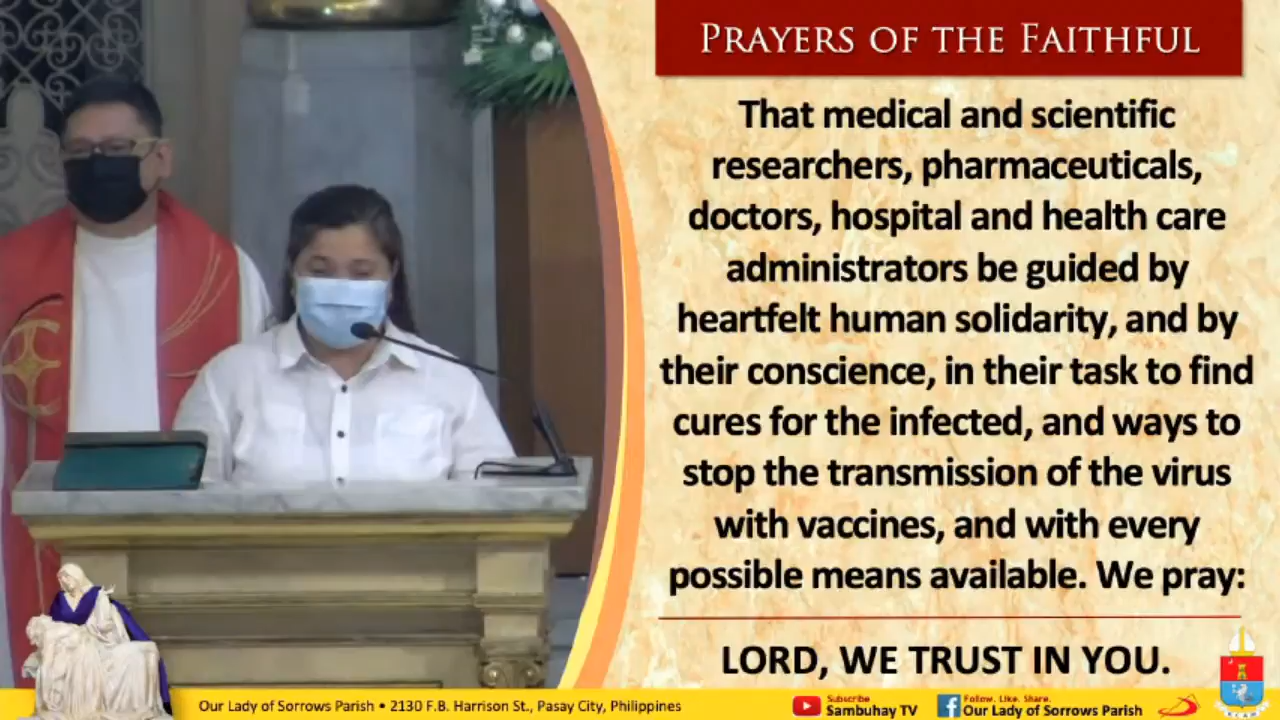 PRAYERS OF THE FAITHFUL
That medical and scientific
researchers, pharmaceuticals,
doctors, hospital and health care
administrators be guided by
heartfelt human solidarity, and by
their conscience, in their task to find
cures for the infected, and ways to
stop the transmission of the virus
with vaccines, and with every
possible means available. We pray:
LORD, WE TRUST IN YOU.
Our Lady of Sorrows Parish • 2130 F.B. Harrison St., Pasay City, Philippines
Subscribe
Sambuhay TV
Follow. Like. Share.
Our Lady of Sorrows Parish